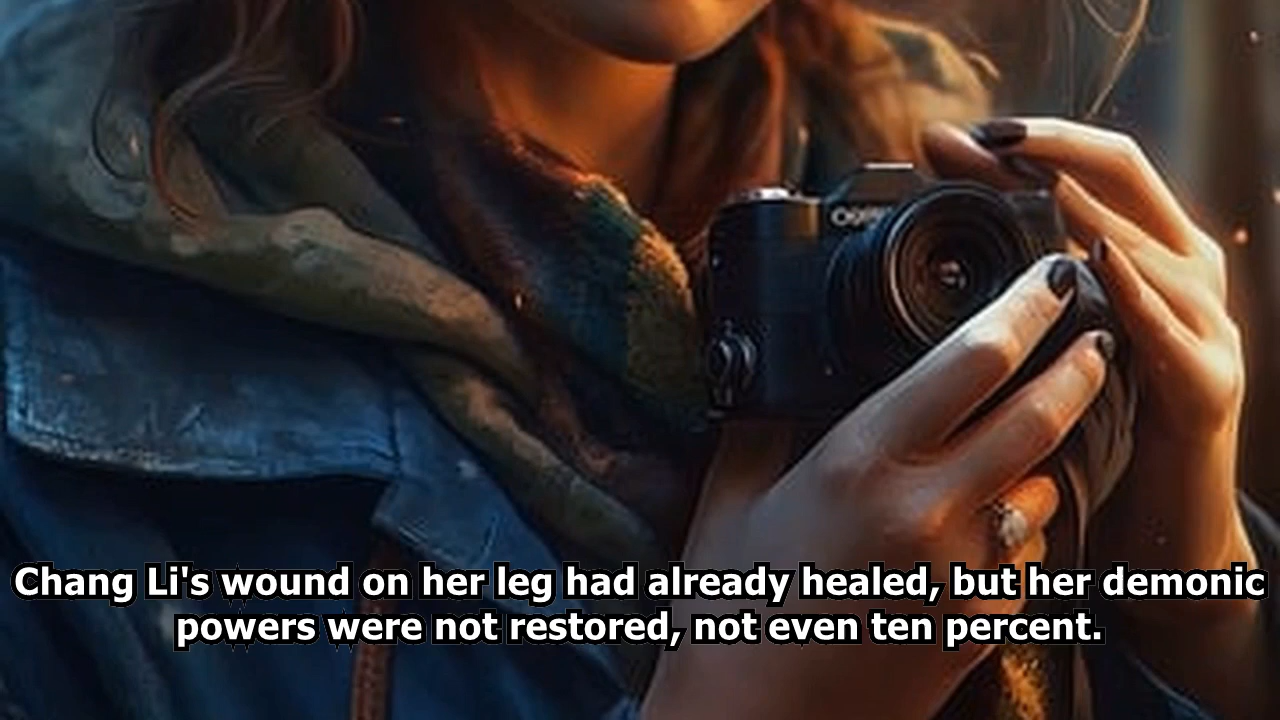 Chang Li's wound on her leg had already healed, but her demonic
powers were not restored, not even ten percent.